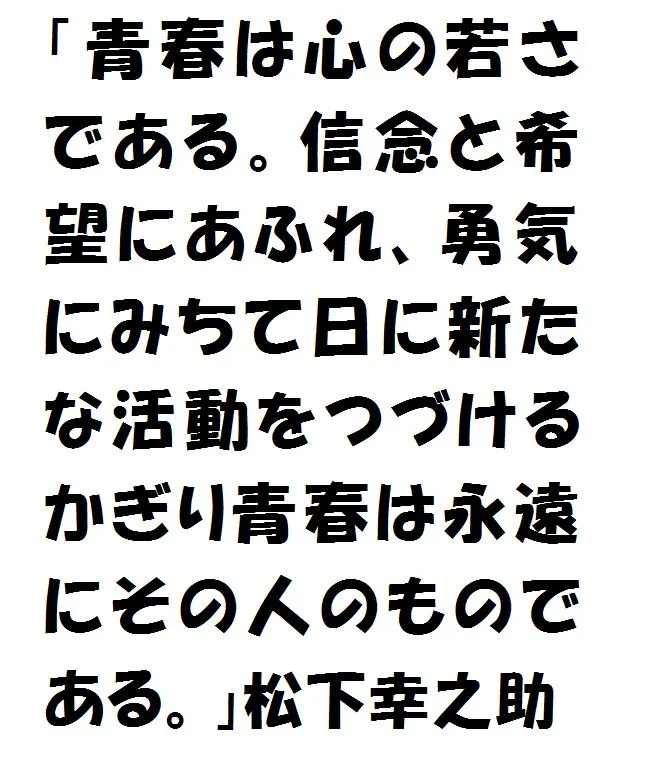 「青春は心の若さ
である。信念と希
望にあふれ、勇気
にみちて日に新た
な活動をつづける
かぎり青春は永遠
にその人のもので
ある。」松下幸之助